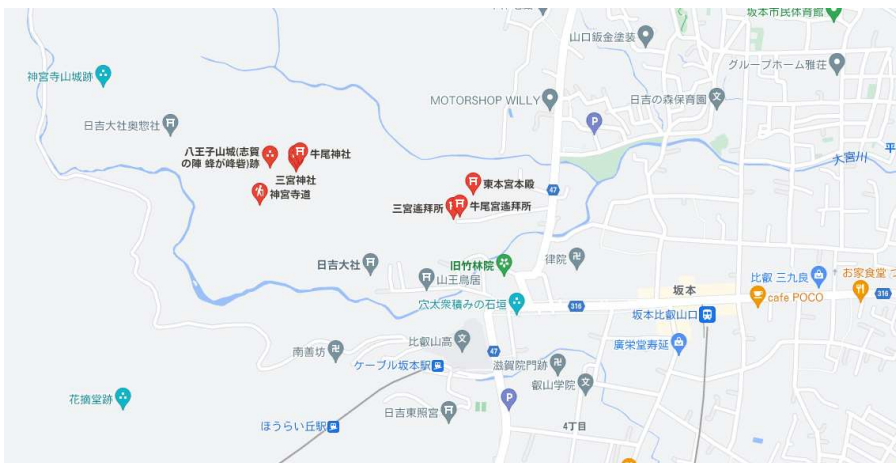 坂本市民体育館
山口鈑金塗装
神宮寺山城跡
グループホーム雅荘
MOTORSHOP WILLY
日吉の森保育園
日吉大社奥惣社
P
八王子山城(志賀
の陣 蜂が峰砦)跡
牛尾神社
三宮神社
神宮寺道
大宮川
平
東本宮本殿
47
三宮遙拝所
牛尾宮遙拝所
日吉大社
旧竹林院
律院
山王鳥居
穴太衆積みの石垣
316
坂本
比叡 三九良
お家食堂 つ
cafe POCO
316
坂本比叡山口
比叡山高
廣栄堂寿延
南善坊
47
ケーブル坂本駅
滋賀院門跡
叡山学院
花摘堂跡
P
日吉東照宮
ほうらい丘駅
4丁目